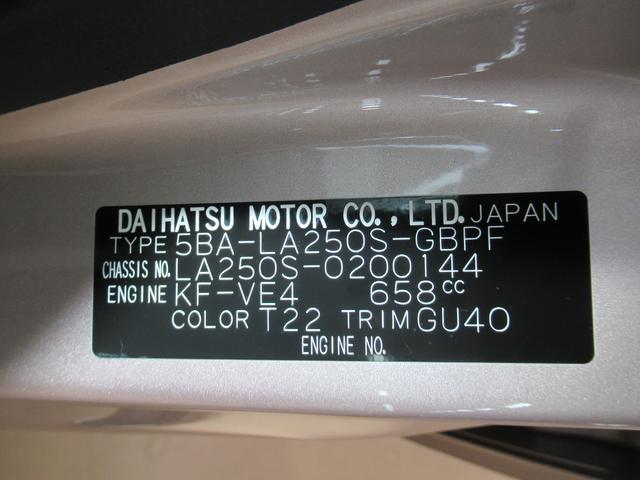 DAIHATSU MOTOR CO.,LTD. JAPAN
TYPE 5BA-LA250S-GBPF
CHASSIS NO. LA250S-0200144
ENGINE KF-VE4 658cc
COLOR T22 TRIM GU40
ENGINE NO.